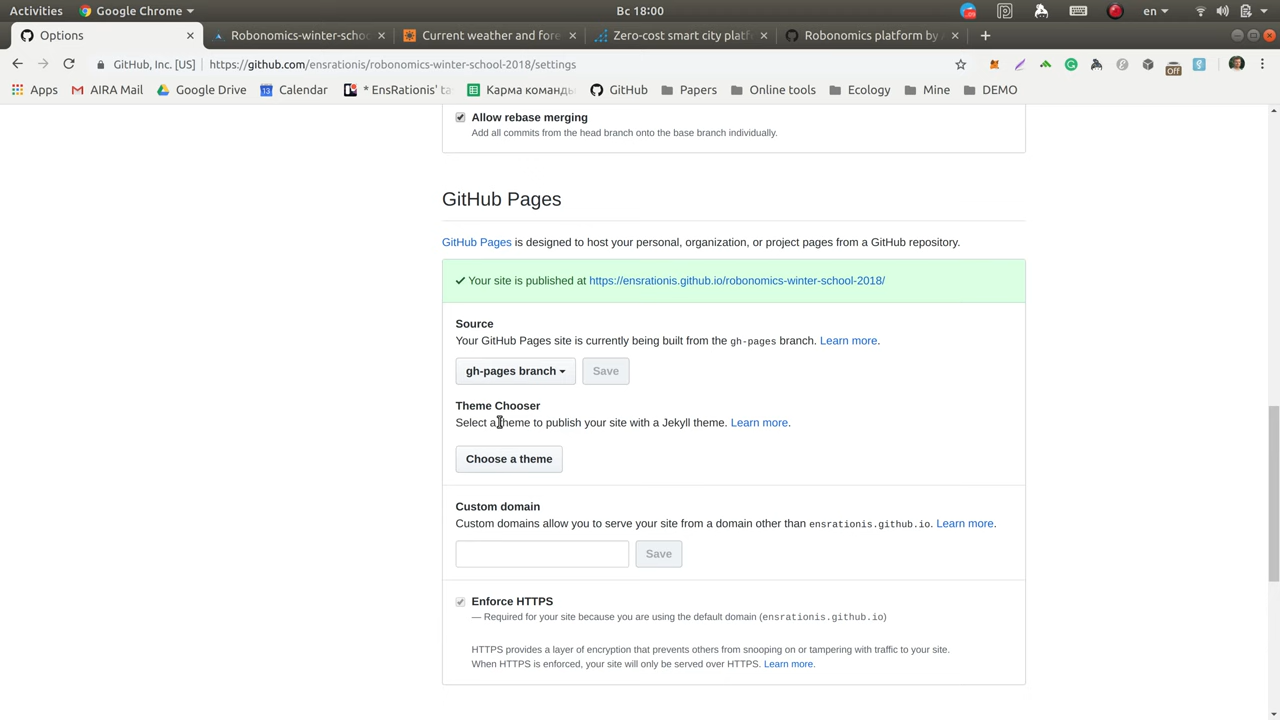 Activities
Google Chrome
Вс 18:00
en
Options
Robonomics-winter-schoo
Current weather and fore
Zero-cost smart city platf
Robonomics platform by A
GitHub, Inc. [US]
https://github.com/ensrationis/robonomics-winter-school-2018/settings
Off
Apps
AIRA Mail
Google Drive
Calendar
* EnsRationis' ta
Карма команды
GitHub
Papers
Online tools
Ecology
Mine
DEMO
Allow rebase merging
Add all commits from the head branch onto the base branch individually.
GitHub Pages
GitHub Pages is designed to host your personal, organization, or project pages from a GitHub repository.
Your site is published at https://ensrationis.github.io/robonomics-winter-school-2018/
Source
Your GitHub Pages site is currently being built from the gh-pages branch. Learn more.
gh-pages branch
Save
Theme Chooser
Select a theme to publish your site with a Jekyll theme. Learn more.
Choose a theme
Custom domain
Custom domains allow you to serve your site from a domain other than ensrationis.github.io. Learn more.
Save
Enforce HTTPS
— Required for your site because you are using the default domain (ensrationis.github.io)
HTTPS provides a layer of encryption that prevents others from snooping on or tampering with traffic to your site.
When HTTPS is enforced, your site will only be served over HTTPS. Learn more.